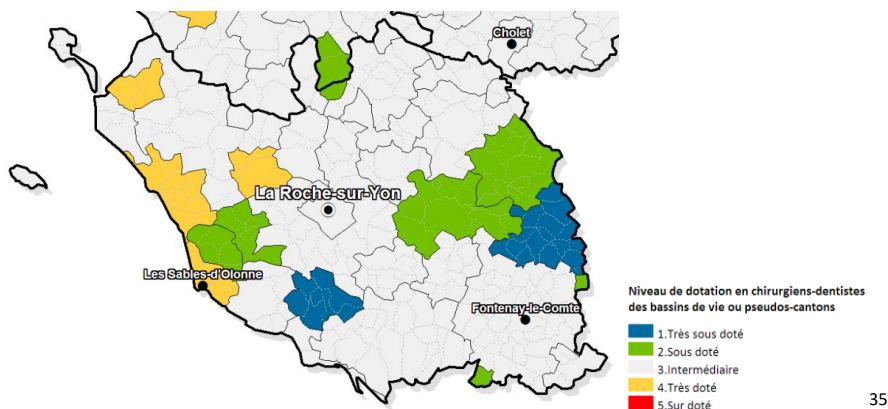 Cholet
La Roche-sur-Yon
Les Sables-d'Olonne
Fontenay-le-Comte
Niveau de dotation en chirurgiens-dentistes
des bassins de vie ou pseudos-cantons
1.Très sous doté
2.Sous doté
3.Intermédiaire
4.Très doté
5.Sur doté
35